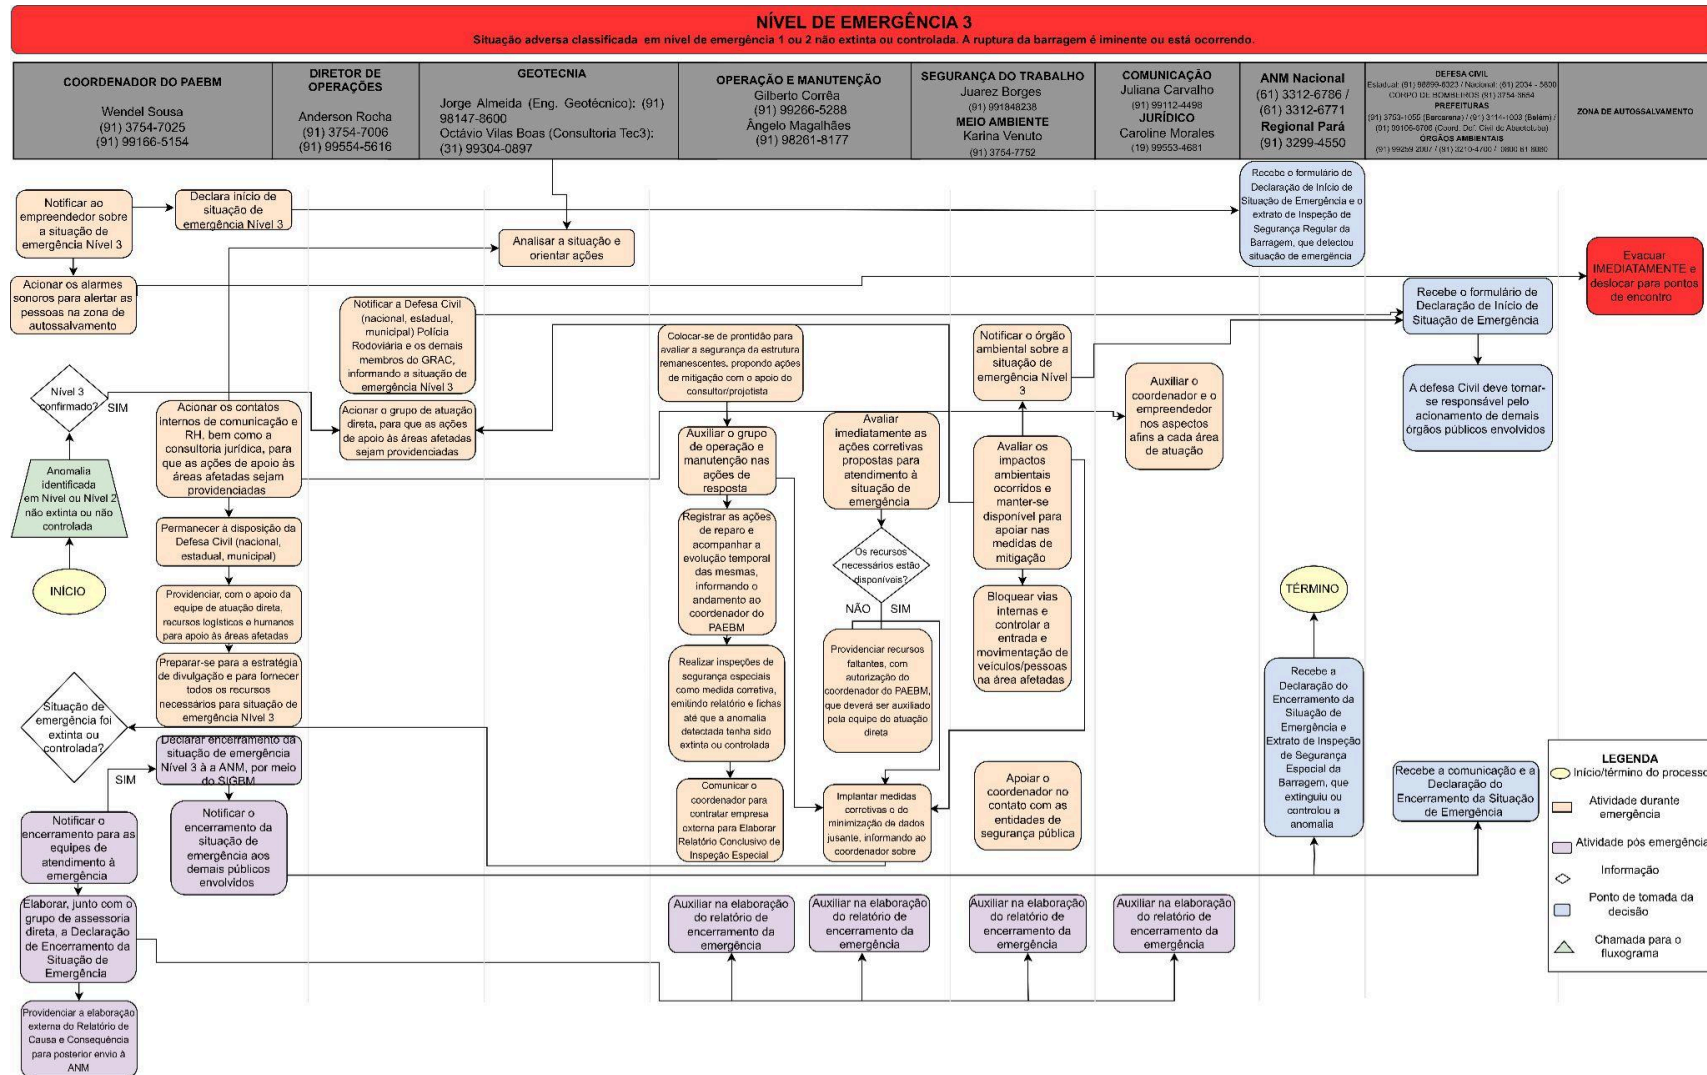 NÍVEL DE EMERGÊNCIA 3
Situação adversa classificada em nível de emergência 1 ou 2 não extinta ou controlada. A ruptura da barragem é iminente ou está ocorrendo.
COORDENADOR DO PAEBM
Wendel Sousa
(91) 3754-7025
(91) 99166-5154
DIRETOR DE
OPERAÇÕES
Anderson Rocha
(91) 3754-7006
(91) 99554-5616
GEOTECNIA
Jorge Almeida (Eng. Geotécnico): (91)
98147-8600
Octávio Vilas Boas (Consultoria Tec3):
(31) 99304-0897
OPERAÇÃO E MANUTENÇÃO
Gilberto Corrêa
(91) 99266-5288
Ângelo Magalhães
(91) 98261-8177
SEGURANÇA DO TRABALHO
Juarez Borges
(91) 991848238
MEIO AMBIENTE
Karina Venuto
(91) 3754-7752
COMUNICAÇÃO
Juliana Carvalho
(91) 99112-4498
JURÍDICO
Caroline Morales
(19) 99553-4681
ANM Nacional
(61) 3312-6786 /
(61) 3312-6771
Regional Pará
(91) 3299-4550
DEFESA CIVIL
Estadual: (91) 98899-6323 / Nacional: (61) 2034 - 5600
CORPO DE BOMBEIROS (91) 3754-3654
PREFEITURAS
(91) 3753-1055 (Barcarena) / (91) 3114-1003 (Belém) /
(Coord. Def. Civil de Abaetetuba)
ÓRGÃOS AMBIENTAIS
ZONA DE AUTOSSALVAMENTO
Notificar ao
empreendedor sobre
a situação de
emergência Nível 3
Declara início de
situação de
emergência Nível 3
Recebe o formulário de
Declaração de Início de
Situação de Emergência e o
extrato de Inspeção de
Segurança Regular da
Barragem, que detectou
situação de emergência
Analisar a situação e
orientar ações
Acionar os alarmes
sonoros para alertar as
pessoas na zona de
autossalvamento
Evacuar
IMEDIATAMENTE e
deslocar para pontos
de encontro
Notificar a Defesa Civil
(nacional, estadual,
municipal) Polícia
Rodoviária e os demais
membros do GRAC,
informando a situação de
emergência Nível 3
Recebe o formulário de
Declaração de Início de
Situação de Emergência
Colocar-se de prontidão para
avaliar a segurança da estrutura
remanescentes, propondo ações
de mitigação com o apoio do
consultor/projetista
Notificar o órgão
ambiental sobre a
situação de
emergência Nível
3
Nível 3
confirmado?
SIM
Acionar os contatos
internos de comunicação e
RH, bem como a
consultoria jurídica, para
que as ações de apoio às
áreas afetadas sejam
providenciadas
Acionar o grupo de atuação
direta, para que as ações
de apoio às áreas afetadas
sejam providenciadas
Auxiliar o
coordenador e o
empreendedor
nos aspectos
afins a cada área
de atuação
A defesa Civil deve tornar-
se responsável pelo
acionamento de demais
órgãos públicos envolvidos
Auxiliar o grupo
de operação e
manutenção nas
ações de
resposta
Avaliar
imediatamente as
ações corretivas
propostas para
atendimento à
situação de
emergência
Avaliar os
impactos
ambientais
ocorridos e
manter-se
disponível para
apoiar nas
medidas de
mitigação
Anomalia
identificada
em Nível ou Nível 2
não extinta ou não
controlada
Permanecer à disposição da
Defesa Civil (nacional,
estadual, municipal)
Registrar as ações
de reparo e
acompanhar a
evolução temporal
das mesmas,
informando o
andamento ao
coordenador do
PAEBM
Os recursos
necessários estão
disponíveis?
NÃO
SIM
INÍCIO
Providenciar, com o apoio da
equipe de atuação direta,
recursos logísticos e humanos
para apoio às áreas afetadas
Bloquear vias
internas e
controlar a
entrada e
movimentação de
veículos/pessoas
na área afetadas
TÉRMINO
Preparar-se para a estratégia
de divulgação e para fornecer
todos os recursos
necessários para situação de
emergência Nível 3
Realizar inspeções de
segurança especiais
como medida corretiva,
emitindo relatório e fichas
até que a anomalia
detectada tenha sido
extinta ou controlada
Providenciar recursos
faltantes, com
autorização do
coordenador do PAEBM,
que deverá ser auxiliado
pela equipe de atuação
direta
Recebe a
Declaração do
Encerramento da
Situação de
Emergência e
Extrato de Inspeção
de Segurança
Especial da
Barragem, que
extinguiu ou
controlou a
anomalia
Situação de
emergência foi
extinta ou
controlada?
SIM
Declarar encerramento da
situação de emergência
Nível 3 à a ANM, por meio
do SIGBM
Comunicar o
coordenador para
contratar empresa
externa para Elaborar
Relatório Conclusivo de
Inspeção Especial
Implantar medidas
corretivas e de
minimização de dados
jusante, informando ao
coordenador sobre
Apoiar o
coordenador no
contato com as
entidades de
segurança pública
Recebe a comunicação e a
Declaração do
Encerramento da Situação
de Emergência
Notificar o
encerramento para as
equipes de
atendimento à
emergência
Notificar o
encerramento da
situação de
emergência aos
demais públicos
envolvidos
Elaborar, junto com o
grupo de assessoria
direta, a Declaração
de Encerramento da
Situação de
Emergência
Auxiliar na elaboração
do relatório de
encerramento da
emergência
Auxiliar na elaboração
do relatório de
encerramento da
emergência
Auxiliar na elaboração
do relatório de
encerramento da
emergência
Auxiliar na elaboração
do relatório de
encerramento da
emergência
Providenciar a elaboração
externa do Relatório de
Causa e Consequência
para posterior envio à
ANM
LEGENDA
Início/término do processo
Atividade durante
emergência
Atividade pós emergência
Informação
Ponto de tomada da
decisão
Chamada para o
fluxograma